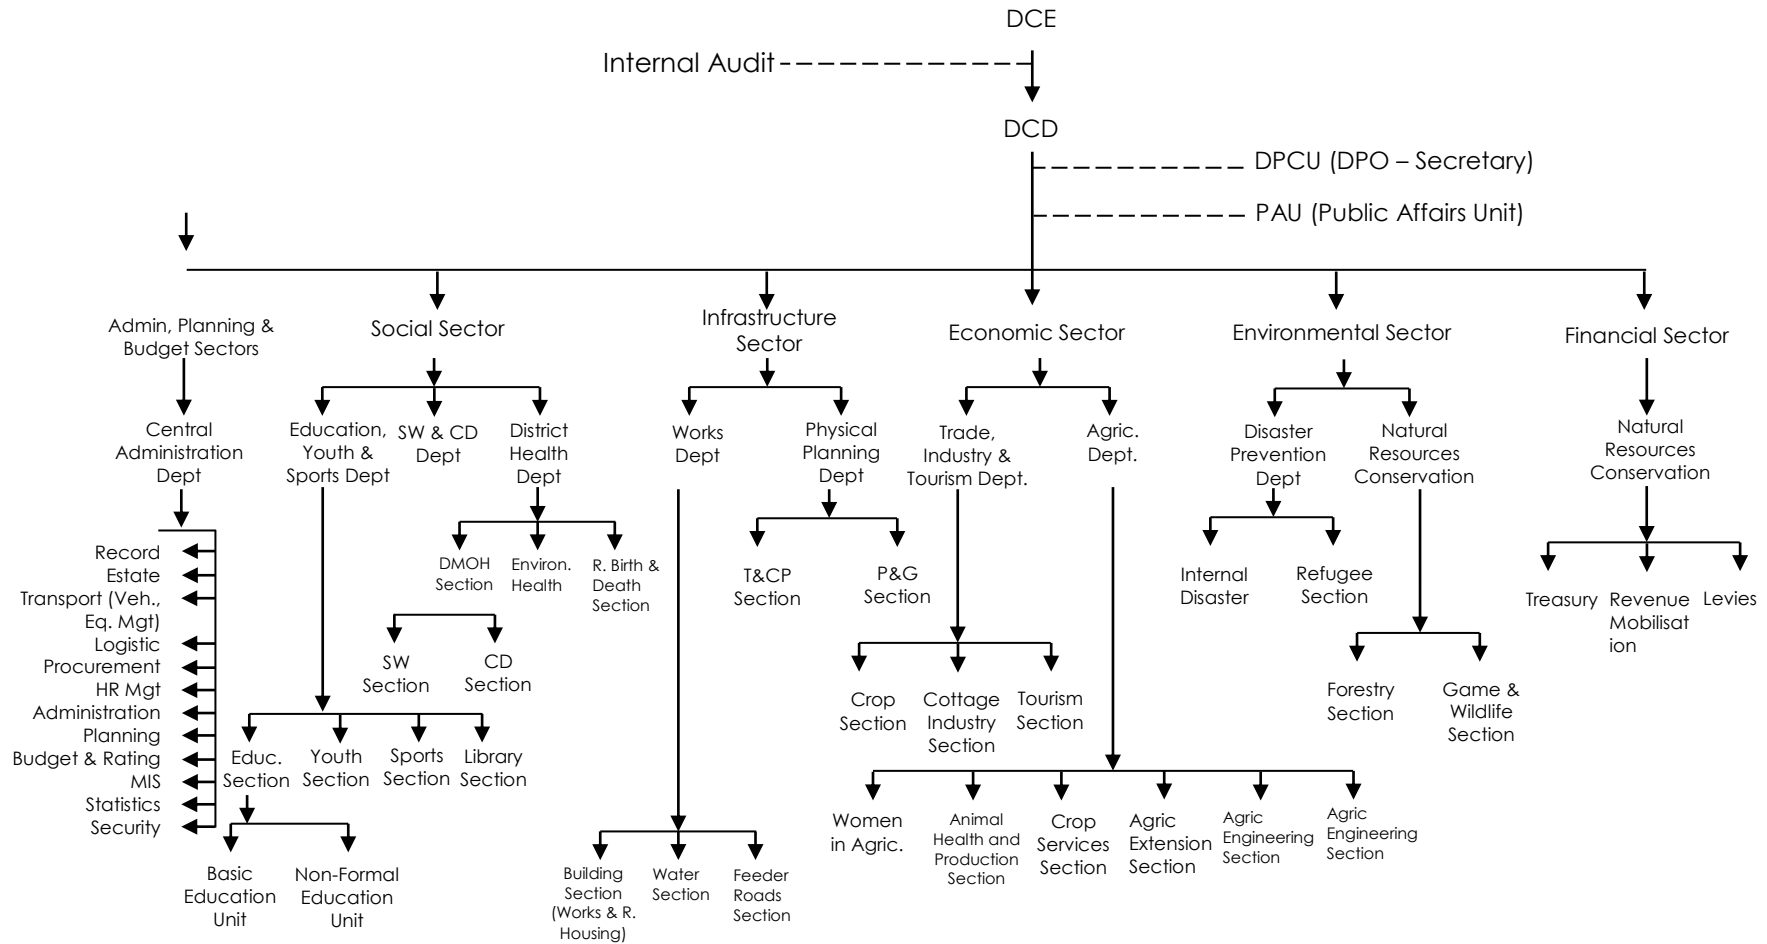 DCE
Internal Audit
DCD
DPCU (DPO – Secretary)
PAU (Public Affairs Unit)
Admin, Planning &
Budget Sectors
Social Sector
Infrastructure
Sector
Economic Sector
Environmental Sector
Financial Sector
Central
Administration
Dept
Education,
Youth &
Sports Dept
SW & CD
Dept
District
Health
Dept
Works
Dept
Physical
Planning
Dept
Trade,
Industry &
Tourism Dept.
Agric.
Dept.
Disaster
Prevention
Dept
Natural
Resources
Conservation
Natural
Resources
Conservation
Record
Estate
Transport (Veh.,
Eq. Mgt)
Logistic
Procurement
HR Mgt
Administration
Planning
Budget & Rating
MIS
Statistics
Security
DMOH
Section
Environ.
Health
R. Birth &
Death
Section
SW
Section
CD
Section
Educ.
Section
Youth
Section
Sports
Section
Library
Section
Basic
Education
Unit
Non-Formal
Education
Unit
T&CP
Section
P&G
Section
Building
Section
(Works & R.
Housing)
Water
Section
Feeder
Roads
Section
Crop
Section
Cottage
Industry
Section
Tourism
Section
Women
in Agric.
Animal
Health and
Production
Section
Crop
Services
Section
Agric
Extension
Section
Agric
Engineering
Section
Agric
Engineering
Section
Internal
Disaster
Refugee
Section
Forestry
Section
Game &
Wildlife
Section
Treasury
Revenue
Mobilisat
ion
Levies